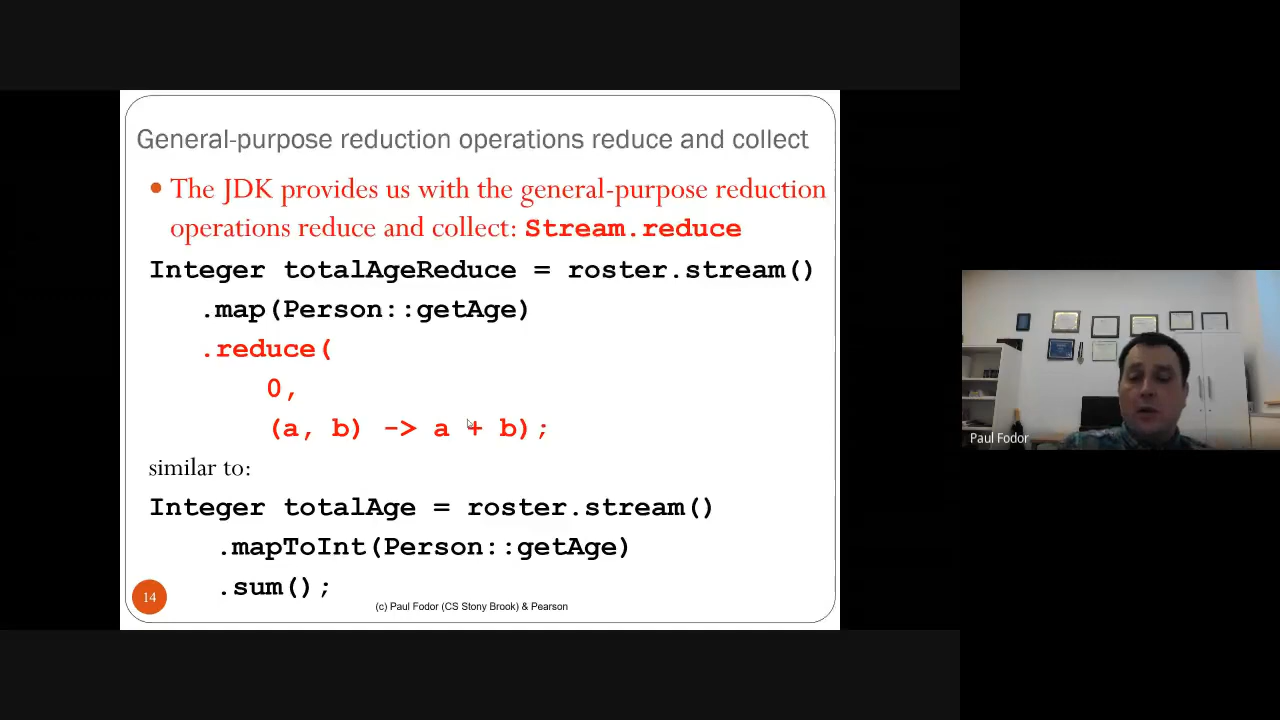 General-purpose reduction operations reduce and collect
• The JDK provides us with the general-purpose reduction
operations reduce and collect: Stream.reduce
Integer totalAgeReduce = roster.stream()
.map(Person::getAge)
.reduce(
0,
(a, b) -> a + b);
similar to:
Integer totalAge = roster.stream()
.mapToInt(Person::getAge)
.sum();
14
(c) Paul Fodor (CS Stony Brook) & Pearson
Paul Fodor